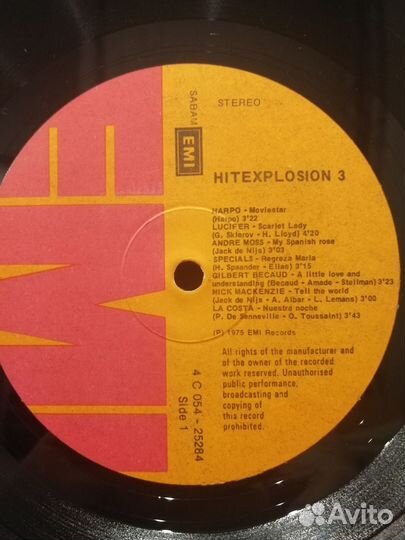 SABAM
EMI
STEREO
HITEXPLOSION 3
HARPO - Moviestar
(Harpo) 3'22
LUCIFER - Scarlet Lady
(G. Sklerov - H. Lloyd) 4'20
ANDRE MOSS - My Spanish rose
(Jack de Nijs) 3'03
SPECIALS - Regreza Maria
(H. Spaander - Elias) 3'15
GILBERT BECAUD - A little love and
understanding (Becaud - Amade - Stellman) 3'23
NICK MACKENZIE - Tell the world
(Jack de Nijs - A. Albar - L. Lemans) 3'00
LA COSTA - Nuestra noche
(P. De Senneville - O. Toussaint) 3'43
(P) 1975 EMI Records
All rights of the manufacturer and
of the owner of the recorded
work reserved. Unauthorised
public performance,
broadcasting and
copying of
this record
prohibited.
4 C 054 - 25284
Side 1
EMI
Avito